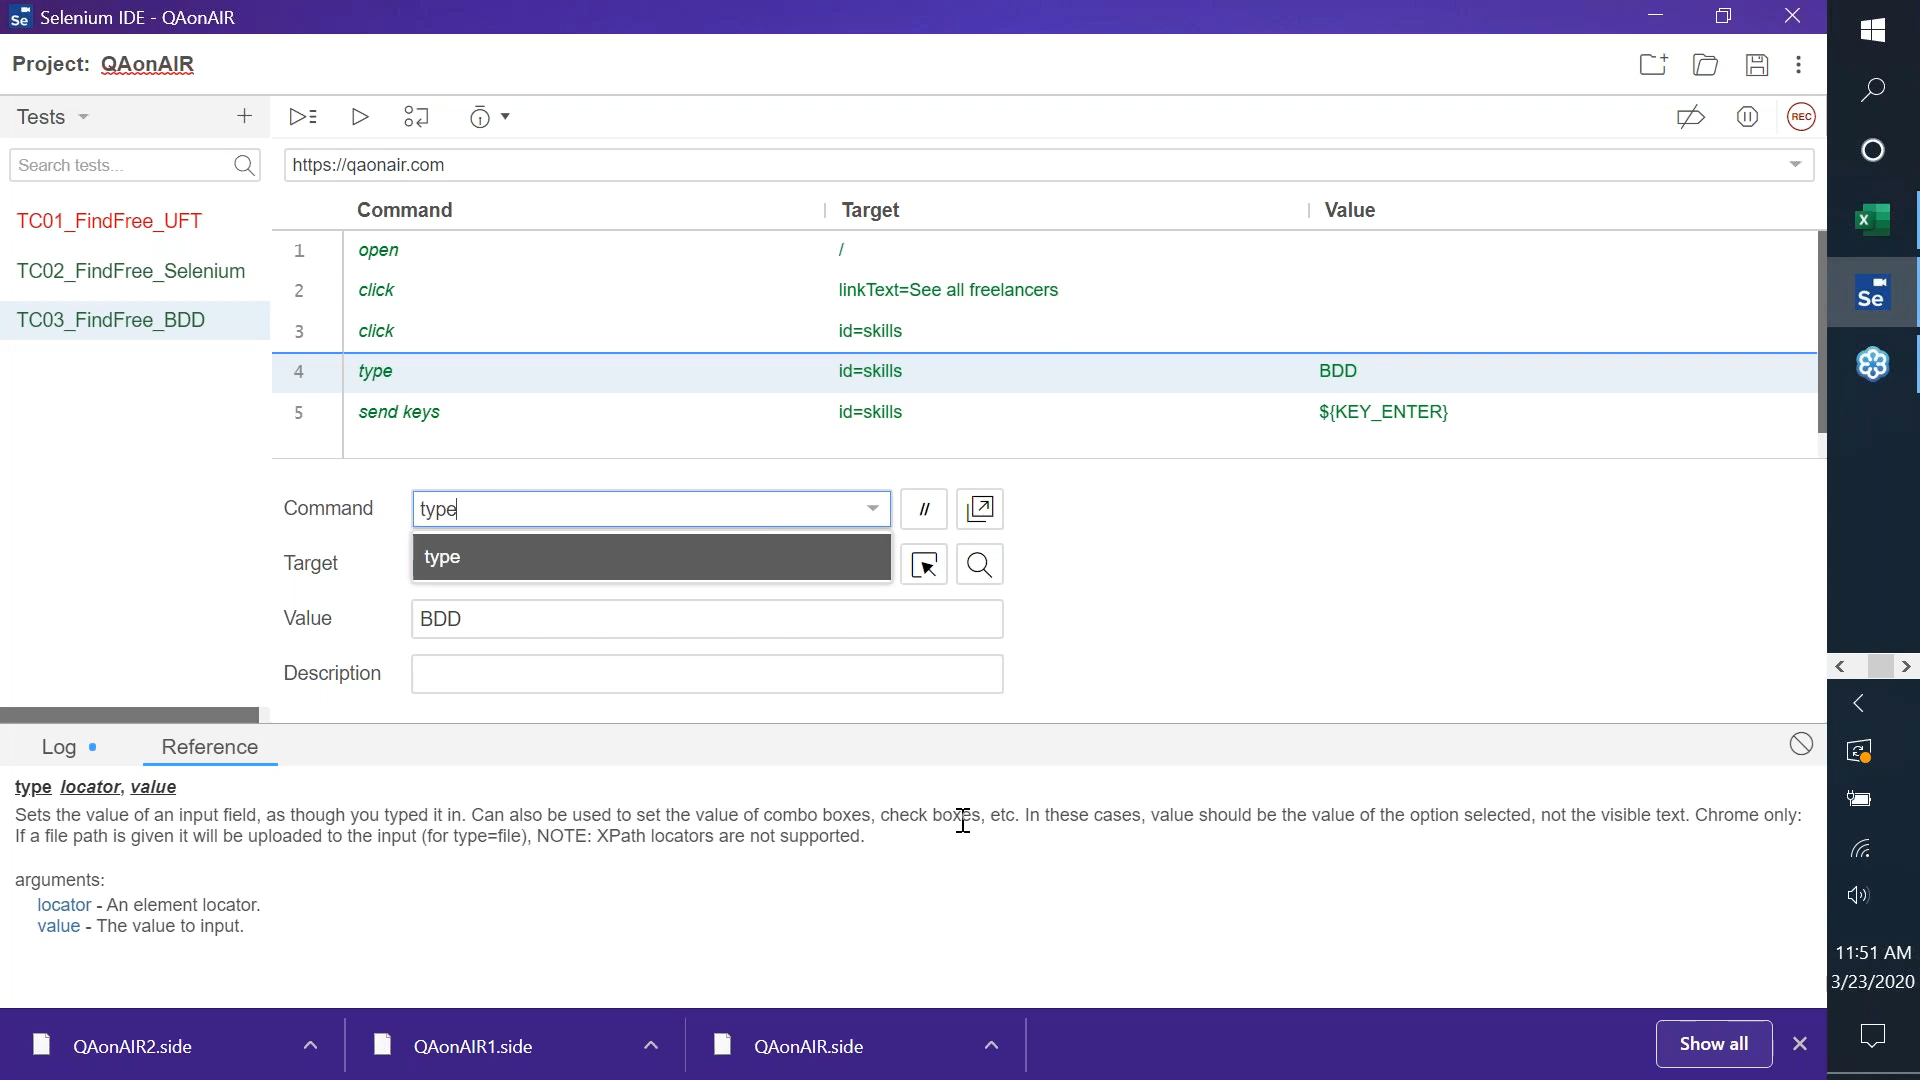 Se Selenium IDE - QAonAIR
Project: QAonAIR
Tests
Search tests...
https://qaonair.com
REC
TC01_FindFree_UFT
TC02_FindFree_Selenium
TC03_FindFree_BDD
Command Target Value
1 open /
2 click linkText=See all freelancers
3 click id=skills
4 type id=skills BDD
5 send keys id=skills ${KEY_ENTER}
Command type //
type
Target
Value BDD
Description
Log Reference
type locator, value
Sets the value of an input field, as though you typed it in. Can also be used to set the value of combo boxes, check boxes, etc. In these cases, value should be the value of the option selected, not the visible text. Chrome only:
If a file path is given it will be uploaded to the input (for type=file), NOTE: XPath locators are not supported.
arguments:
locator - An element locator.
value - The value to input.
QAonAIR2.side QAonAIR1.side QAonAIR.side Show all
X
Se
11:51 AM
3/23/2020